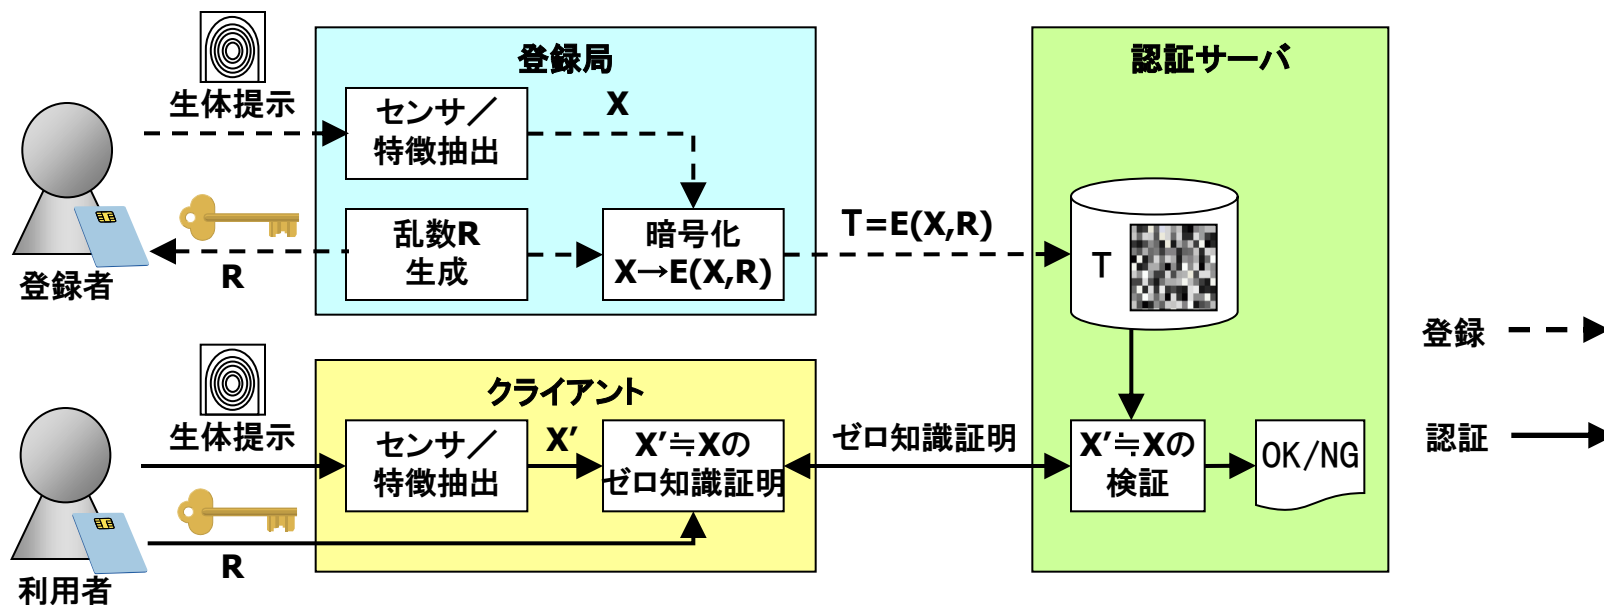 生体提示
登録局
センサ／
特徴抽出
X
乱数R
生成
暗号化
X→E(X,R)
R
登録者
T=E(X,R)
認証サーバ
T
登録
生体提示
クライアント
センサ／
特徴抽出
X’
X’≒Xの
ゼロ知識証明
ゼロ知識証明
X’≒Xの
検証
OK/NG
認証
R
利用者